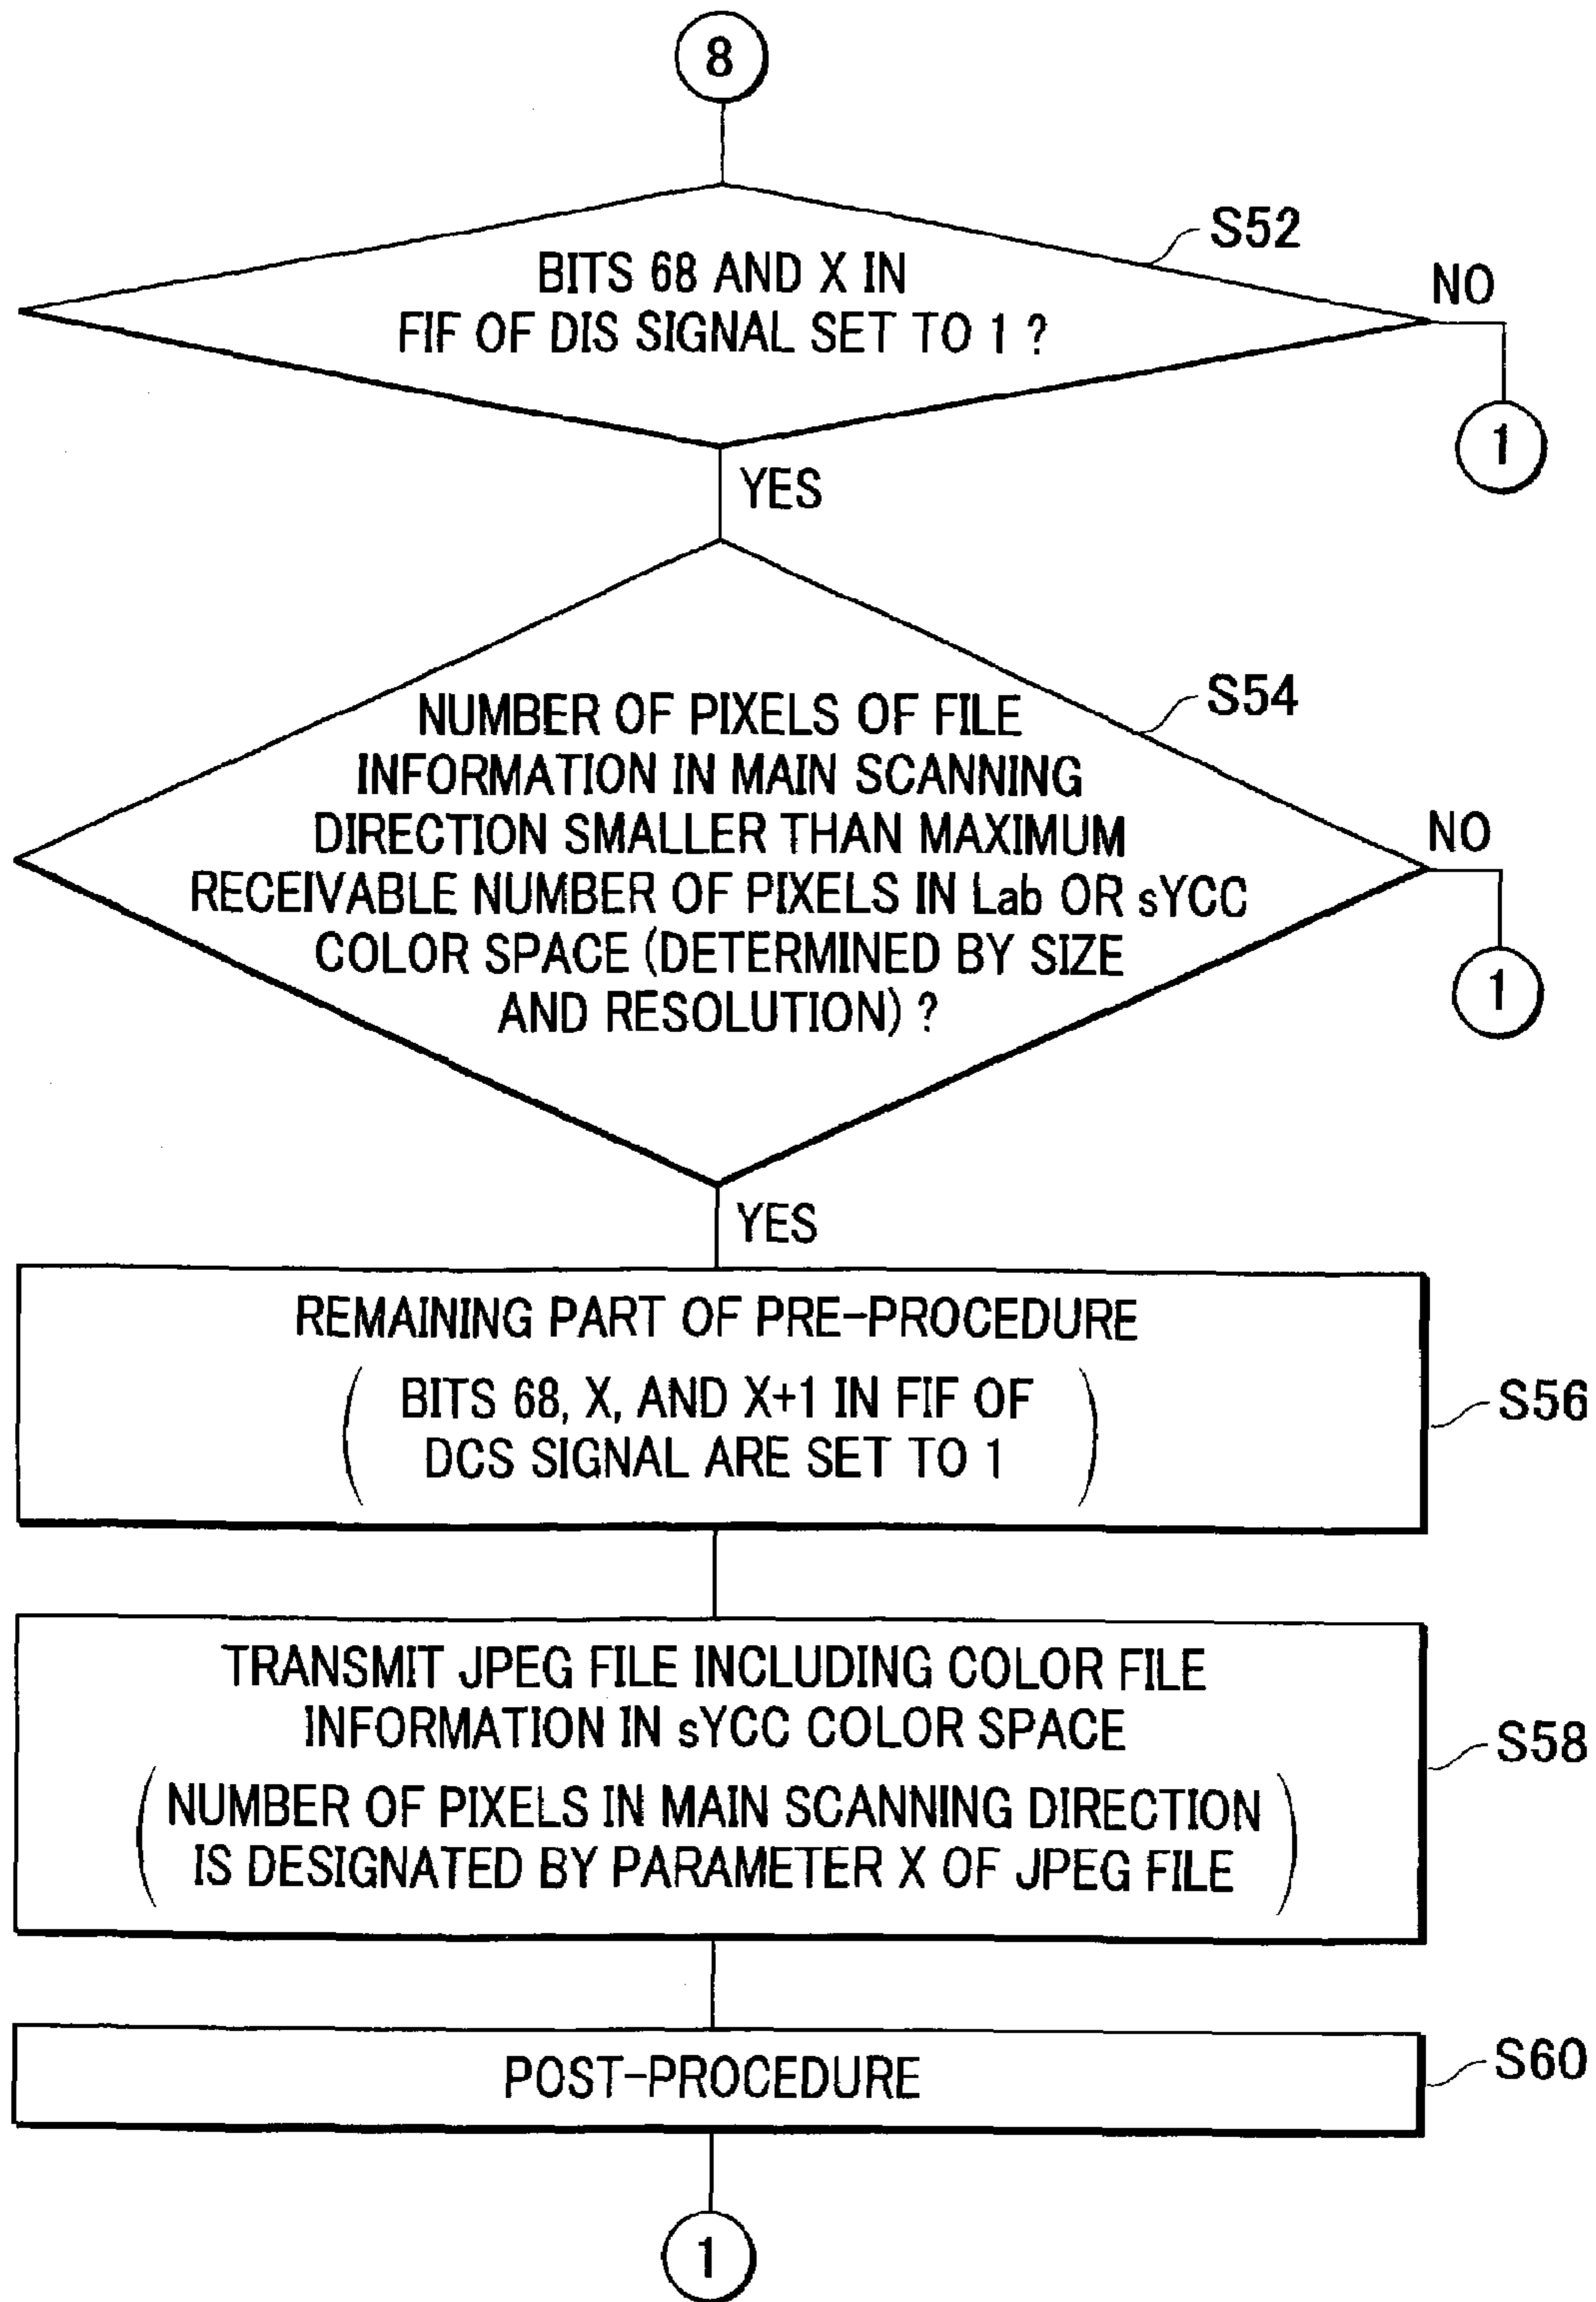 8
BITS 68 AND X IN
FIF OF DIS SIGNAL SET TO 1 ?
S52
NO
1
YES
NUMBER OF PIXELS OF FILE
INFORMATION IN MAIN SCANNING
DIRECTION SMALLER THAN MAXIMUM
RECEIVABLE NUMBER OF PIXELS IN Lab OR sYCC
COLOR SPACE (DETERMINED BY SIZE
AND RESOLUTION) ?
S54
NO
1
YES
REMAINING PART OF PRE-PROCEDURE
( BITS 68, X, AND X+1 IN FIF OF
DCS SIGNAL ARE SET TO 1 )
S56
TRANSMIT JPEG FILE INCLUDING COLOR FILE
INFORMATION IN sYCC COLOR SPACE
( NUMBER OF PIXELS IN MAIN SCANNING DIRECTION
IS DESIGNATED BY PARAMETER X OF JPEG FILE )
S58
POST-PROCEDURE
S60
1